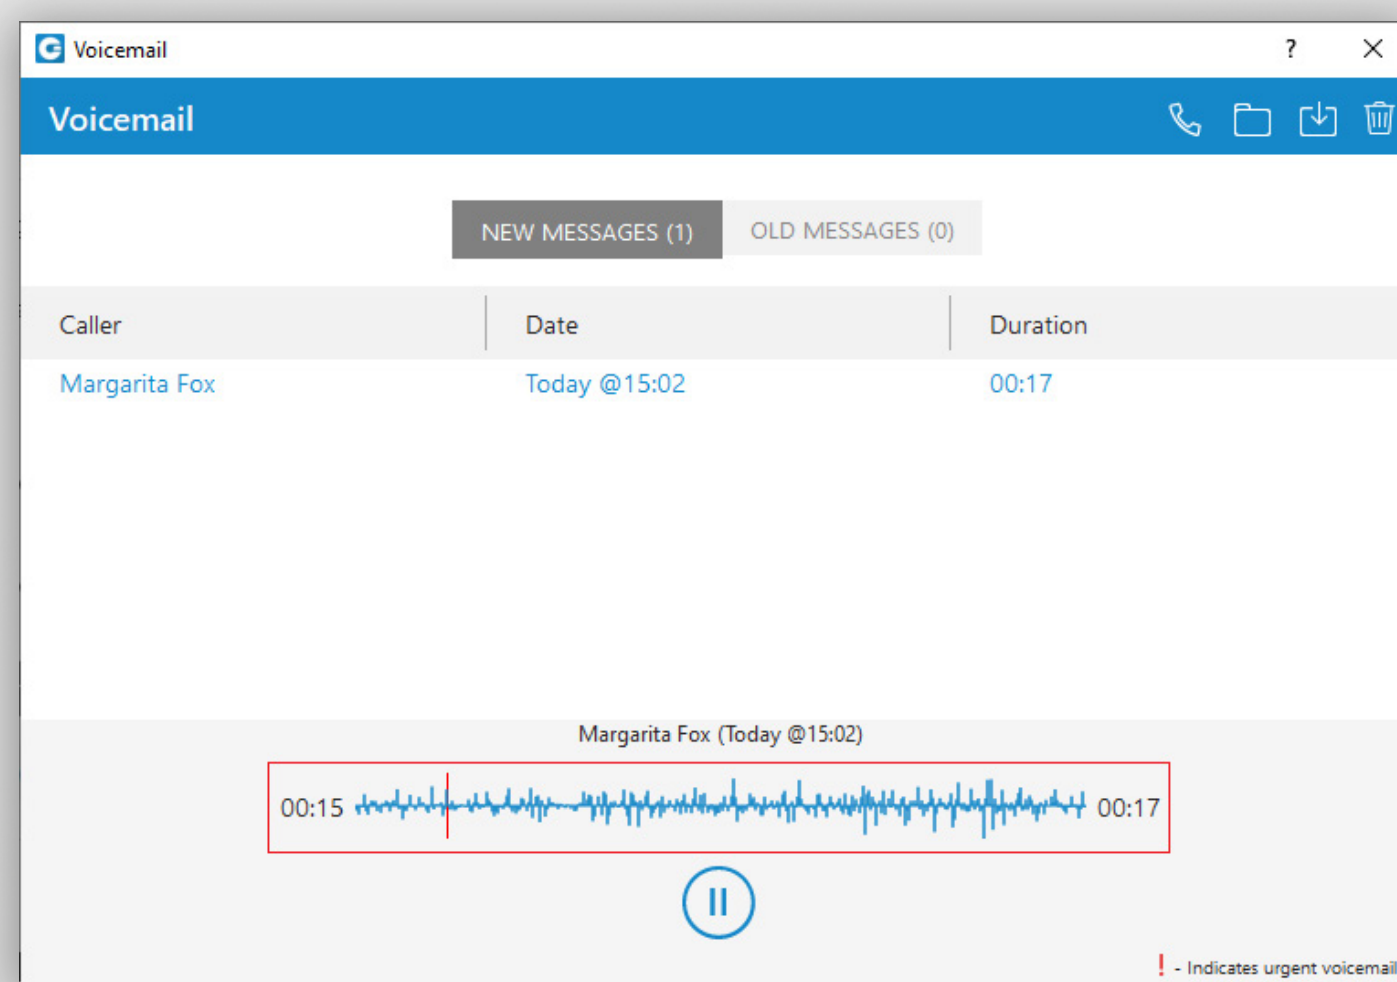 Voicemail ? X
Voicemail
NEW MESSAGES (1) OLD MESSAGES (0)
Caller Date Duration
Margarita Fox Today @15:02 00:17
Margarita Fox (Today @15:02)
00:15 00:17
! - Indicates urgent voicemail